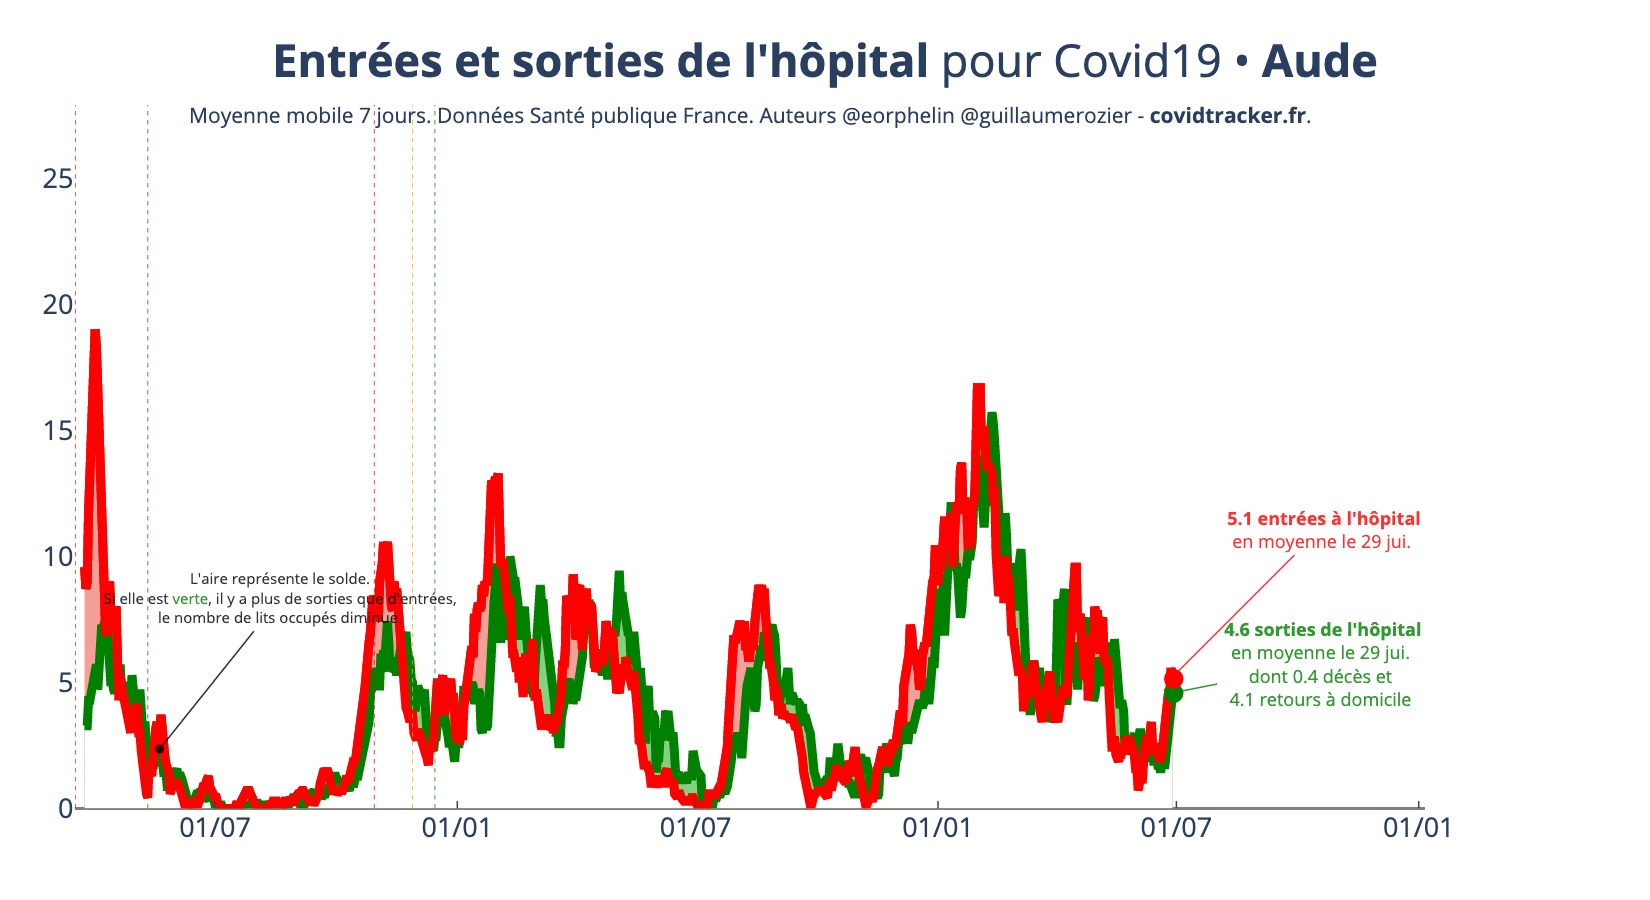 Entrées et sorties de l'hôpital pour Covid19 • Aude
Moyenne mobile 7 jours. Données Santé publique France. Auteurs @eorphelin @guillaumerozier - covidtracker.fr.
25
20
15
10
5
0
L'aire représente le solde.
Si elle est verte, il y a plus de sorties que d'entrées,
le nombre de lits occupés diminue.
5.1 entrées à l'hôpital
en moyenne le 29 jui.
4.6 sorties de l'hôpital
en moyenne le 29 jui.
dont 0.4 décès et
4.1 retours à domicile
01/07
01/01
01/07
01/01
01/07
01/01